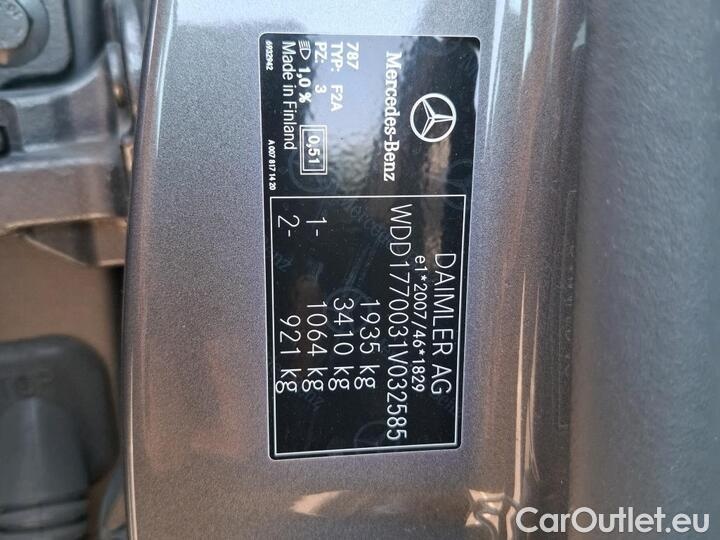 Mercedes-Benz
787
TYP: F2A
PZ: 3
1,0 %
0,51
Made in Finland
6932942
A 007 817 14 20
DAIMLER AG
e1*2007/46*1829
WDD1770031V032585
1935 kg
3410 kg
1- 1064 kg
2- 921 kg
CarOutlet.eu